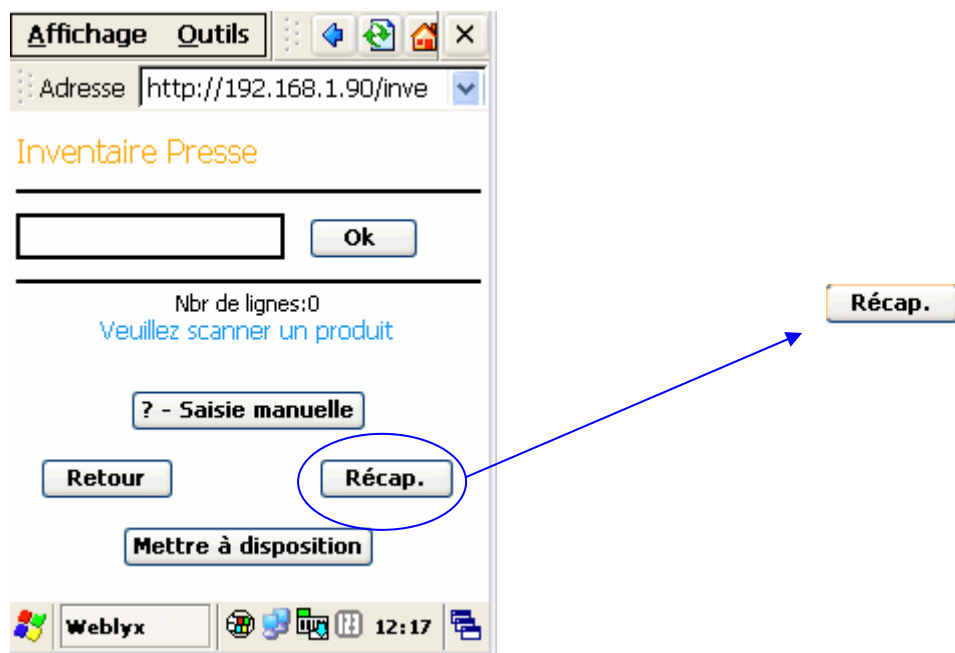 Affichage Outils
Adresse http://192.168.1.90/inve
Inventaire Presse
Ok
Nbr de lignes:0
Veuillez scanner un produit
Récap.
? - Saisie manuelle
Retour Récap.
Mettre à disposition
Weblyx 12:17